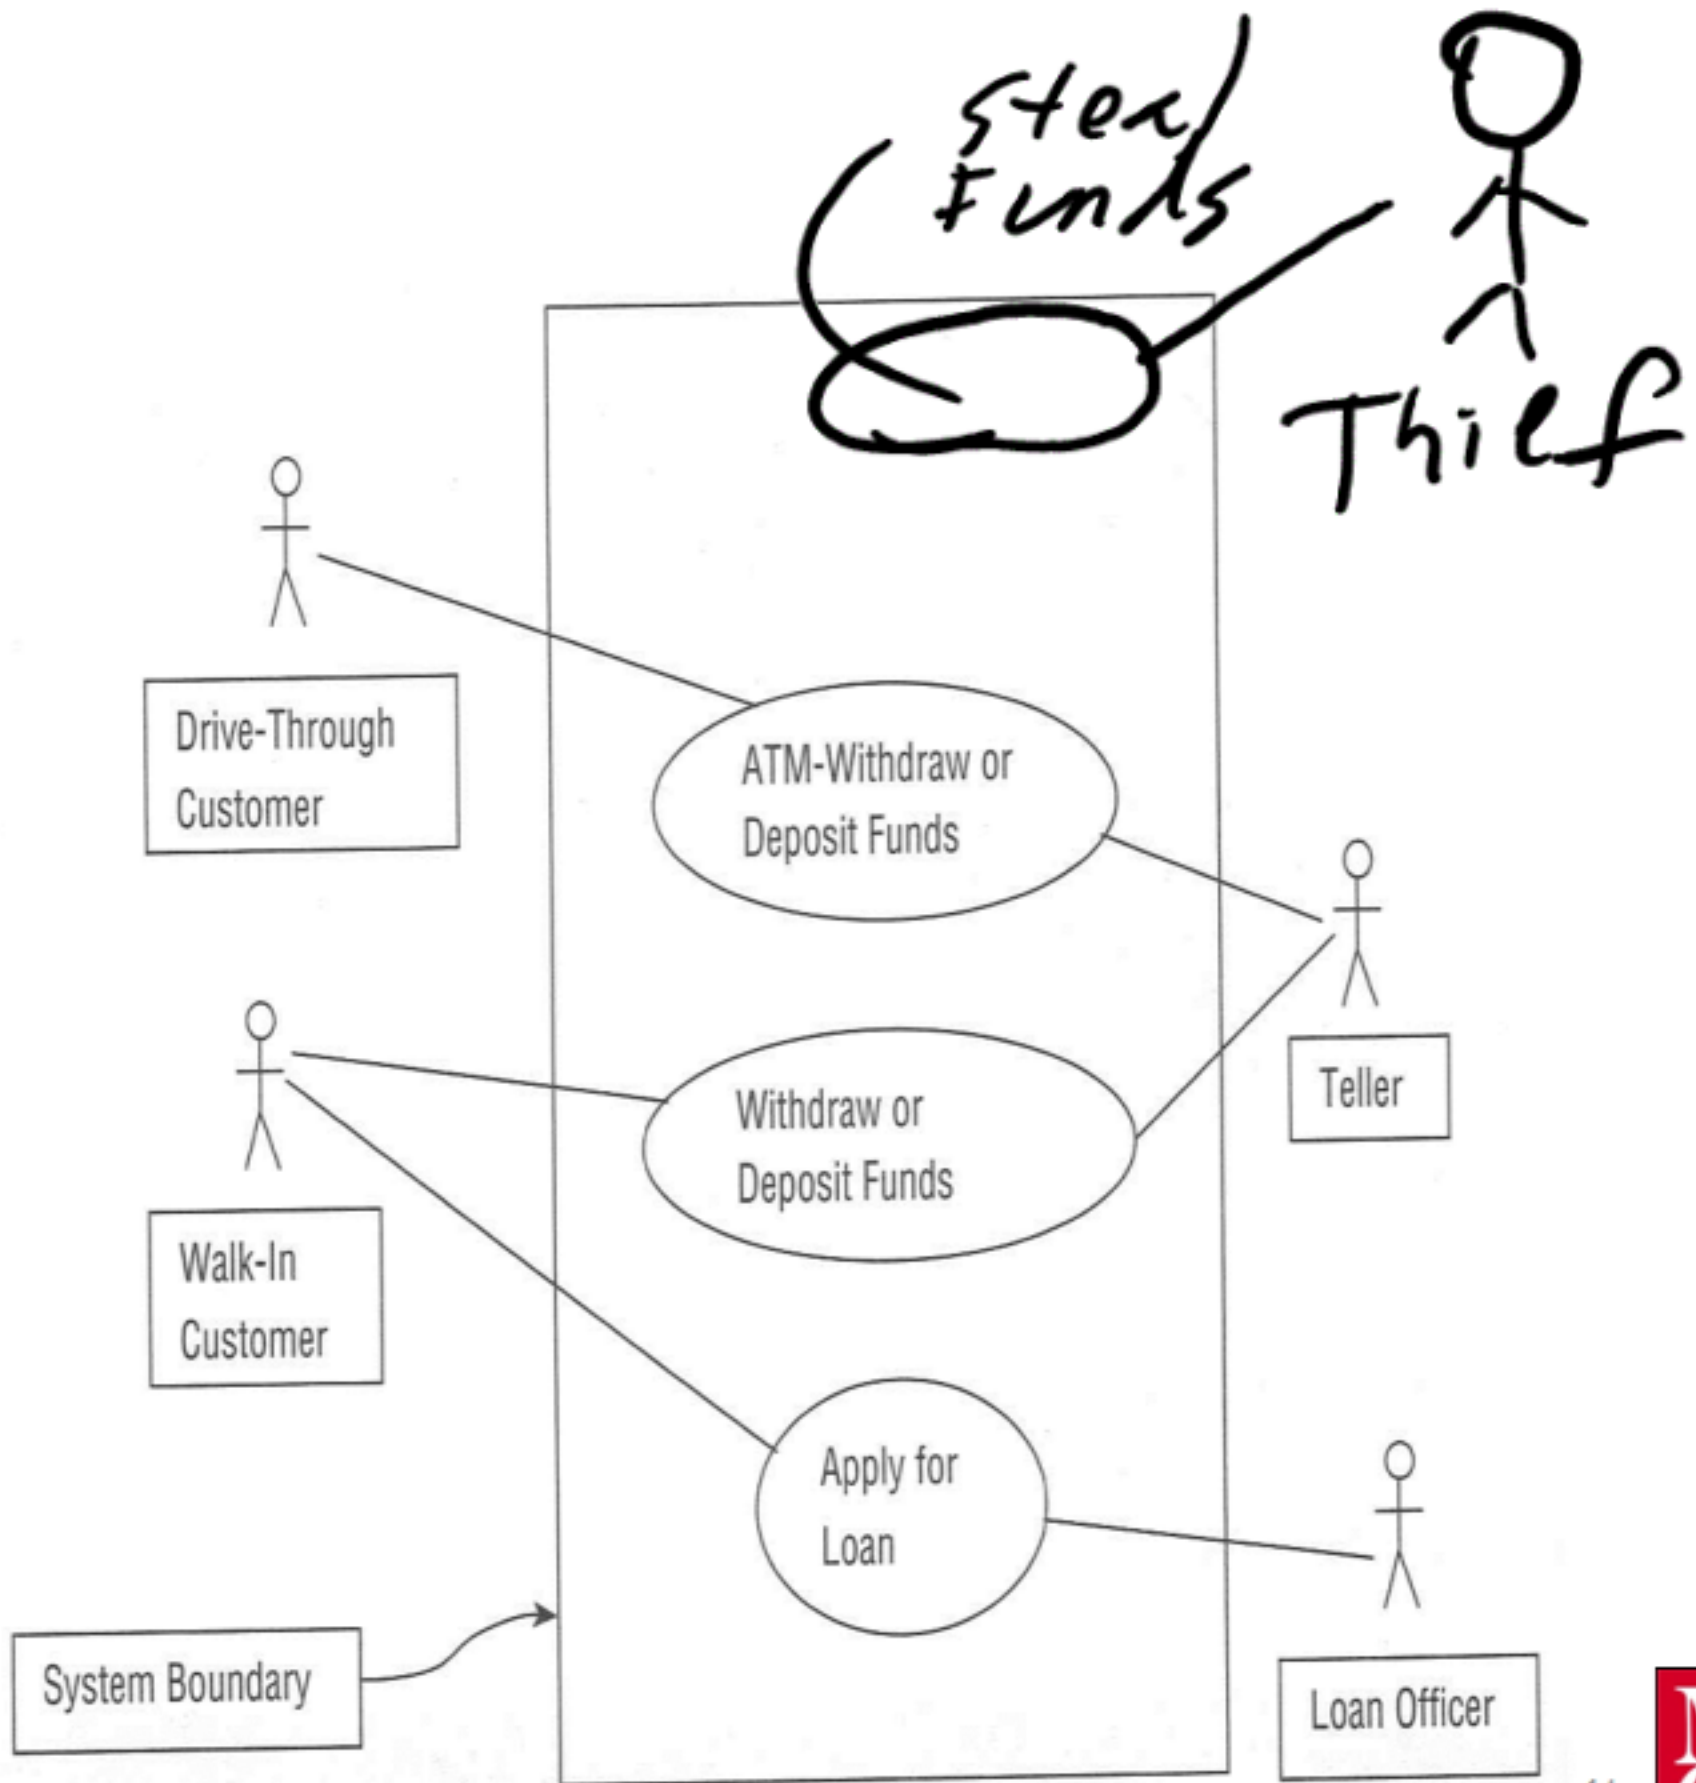 Steal
Funds
Thief
Drive-Through
Customer
ATM-Withdraw or
Deposit Funds
Teller
Walk-In
Customer
Withdraw or
Deposit Funds
Apply for
Loan
System Boundary
Loan Officer